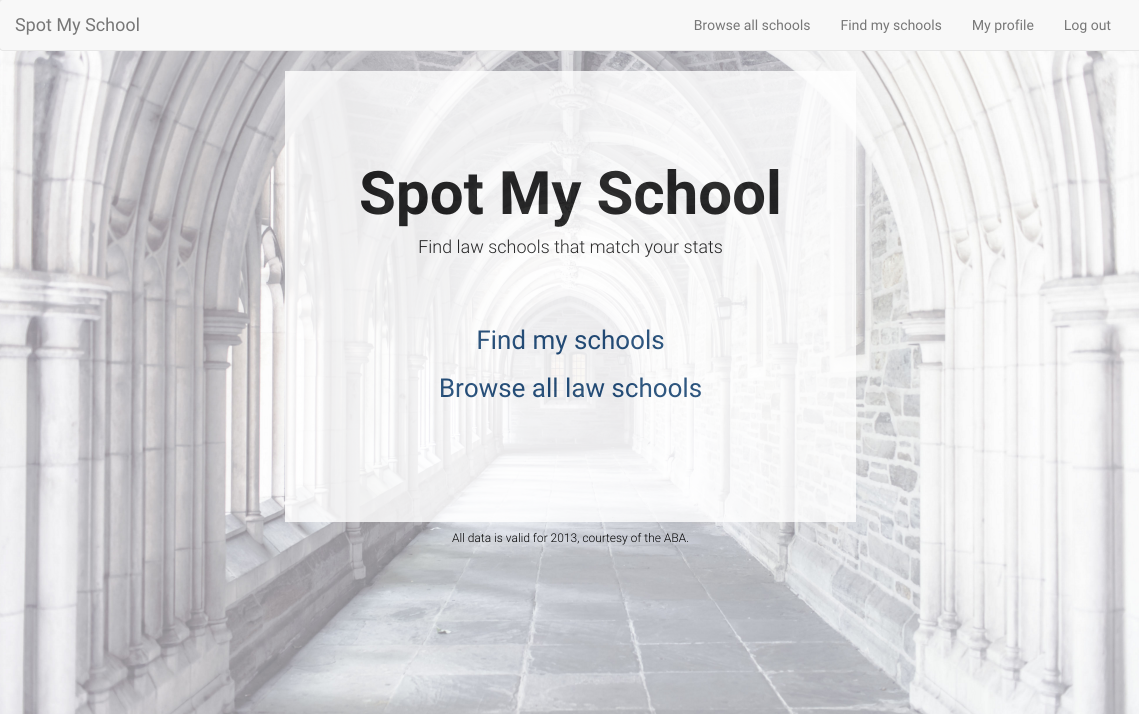 Spot My School
Browse all schools
Find my schools
My profile
Log out
Spot My School
Find law schools that match your stats
Find my schools
Browse all law schools
All data is valid for 2013, courtesy of the ABA.